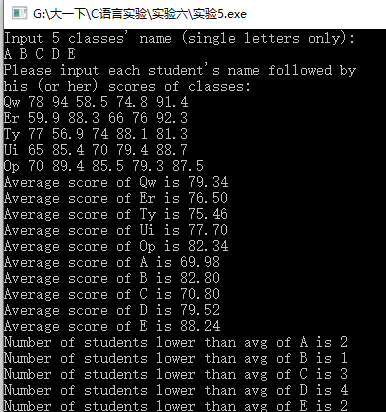 G:\大一下\C语言实验\实验六\实验5.exe
Input 5 classes' name (single letters only):
A B C D E
Please input each student's name followed by
his (or her) scores of classes:
Qw 78 94 58.5 74.8 91.4
Er 59.9 88.3 66 76 92.3
Ty 77 56.9 74 88.1 81.3
Ui 65 85.4 70 79.4 88.7
Op 70 89.4 85.5 79.3 87.5
Average score of Qw is 79.34
Average score of Er is 76.50
Average score of Ty is 75.46
Average score of Ui is 77.70
Average score of Op is 82.34
Average score of A is 69.98
Average score of B is 82.80
Average score of C is 70.80
Average score of D is 79.52
Average score of E is 88.24
Number of students lower than avg of A is 2
Number of students lower than avg of B is 1
Number of students lower than avg of C is 3
Number of students lower than avg of D is 4
Number of students lower than avg of E is 2